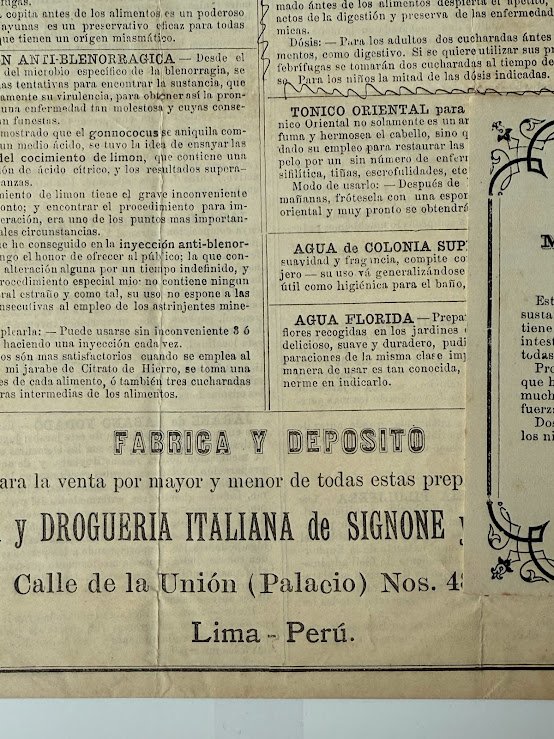 fugas.
copita antes de los alimentos es un poderoso
ayunas es un preservativo eficaz para todas
que tienen un origen miasmático.
ON ANTI-BLENORRAGICA — Desde el
del microbio específico de la blenorragia, se
as tentativas para encontrar la sustancia, que
amente su virulencia, para obtener así la pron-
una enfermedad tan molestosa y cuyas conse-
an funestas.
mostrado que el gonnococus se aniquila com-
un medio ácido, se tuvo la idea de ensayar las
del cocimiento de limon, que contiene una
ión de ácido cítrico, y los resultados supera-
anzas.
miento de limon tiene el grave inconveniente
onto; y encontrar el procedimiento para im-
eración, era uno de los puntos mas importan-
ales circunstancias.
ue he conseguido en la inyección anti-blenor-
ngo el honor de ofrecer al público; la que con-
alteración alguna por un tiempo indefinido, y
rocedimiento especial mio: no contiene ningun
ral estraño y como tal, su uso no espone a las
nsecutivas al empleo de los astrinjentes mine-
plearla: — Puede usarse sin inconveniente 3 ó
haciendo una inyección cada vez.
os són mas satisfactorios cuando se emplea al
mi jarabe de Citrato de Hierro, se toma una
es de cada alimento, ó también tres cucharadas
ras intermedias de los alimentos.
mado ántes de los alimentos despierta el apetito,
actos de la digestión y preserva de las enfermedad
micas.
Dósis: — Para los adultos dos cucharadas ántes
mentos, como digestivo. Si se quiere utilizar sus pr
febrífugas se tomarán dos cucharadas al tiempo de
se. Para los niños la mitad de las dósis indicadas.
TONICO ORIENTAL para
nico Oriental no solamente es un ar
fuma y hermosea el cabello, sino q
dado su empleo para restaurar las
pelo por un sin número de enfer
sifilítica, tiñas, escrofulidades, etc
Modo de usarlo: — Después de
mañanas, frótesela con una espon
oriental y muy pronto se obtendrá
AGUA de COLONIA SUP
suavidad y fragancia, compite co
jero — su uso vá generalizándose
útil como higiénica para el baño,
AGUA FLORIDA — Prepar
flores recogidas en los jardines
delicioso, suave y duradero, pudi
paraciones de la misma clase imp
manera de usar es tan conocida,
nerme en indicarlo.
M
Est
susta
tiene
intest
todas
Pro
que h
much
fuerz
Dos
los ni
FABRICA Y DEPOSITO
ara la venta por mayor y menor de todas estas prep
y DROGUERIA ITALIANA de SIGNONE y
Calle de la Unión (Palacio) Nos. 48
Lima - Perú.